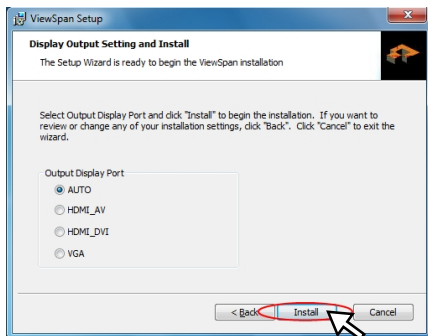 ViewSpan Setup
Display Output Setting and Install
The Setup Wizard is ready to begin the ViewSpan installation
Select Output Display Port and click "Install" to begin the installation. If you want to
review or change any of your installation settings, click "Back". Click "Cancel" to exit the
wizard.
Output Display Port
AUTO
HDMI_AV
HDMI_DVI
VGA
< Back Install Cancel